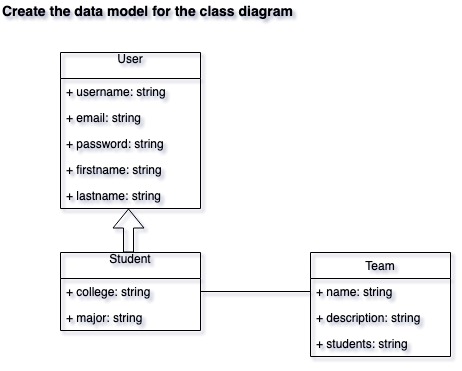 Create the data model for the class diagram
User
+ username: string
+ email: string
+ password: string
+ firstname: string
+ lastname: string
Student
+ college: string
+ major: string
Team
+ name: string
+ description: string
+ students: string